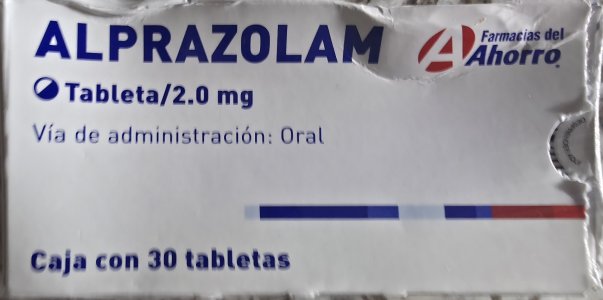 ALPRAZOLAM
Farmacias del
Ahorro
Tableta/2.0 mg
Vía de administración: Oral
Caja con 30 tabletas